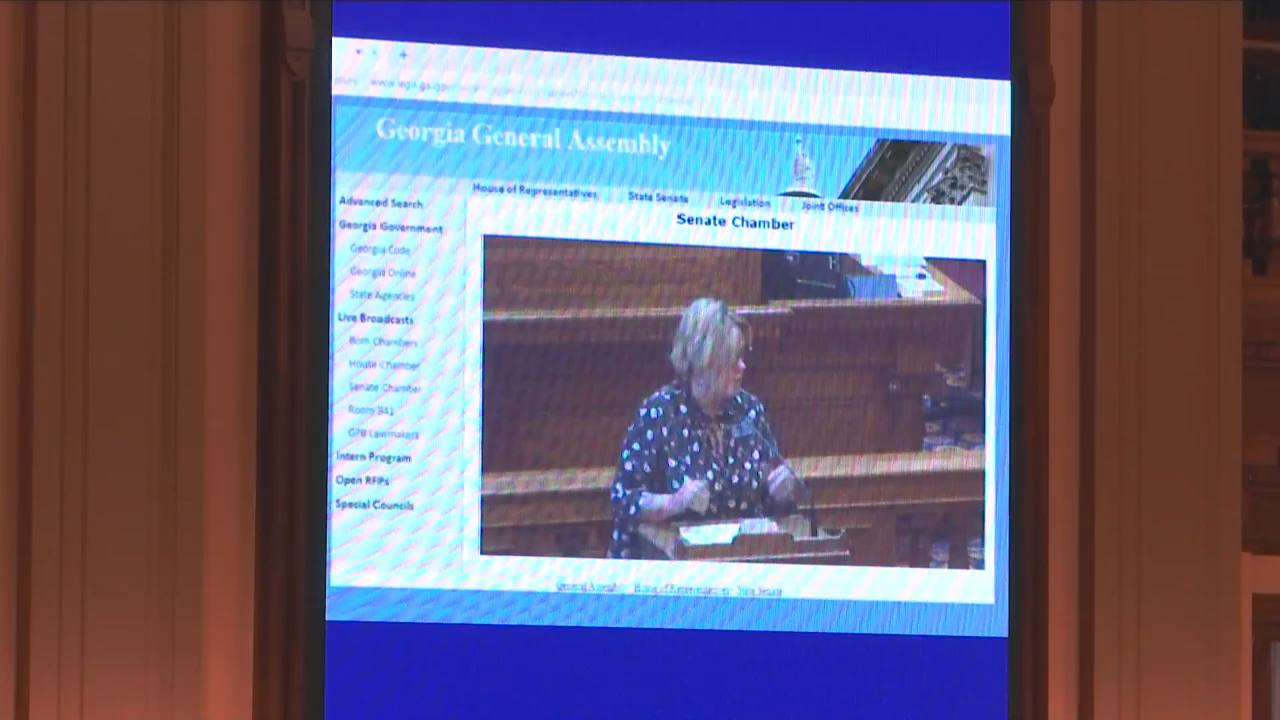 Georgia General Assembly
House of Representatives State Senate Legislation Joint Offices
Senate Chamber
Advanced Search
Georgia Government
Georgia Code
Georgia Online
State Agencies
Live Broadcasts
Both Chambers
House Chamber
Senate Chamber
Room 341
GPB Lawmakers
Intern Program
Open RFPs
Special Councils
General Assembly House of Representatives State Senate